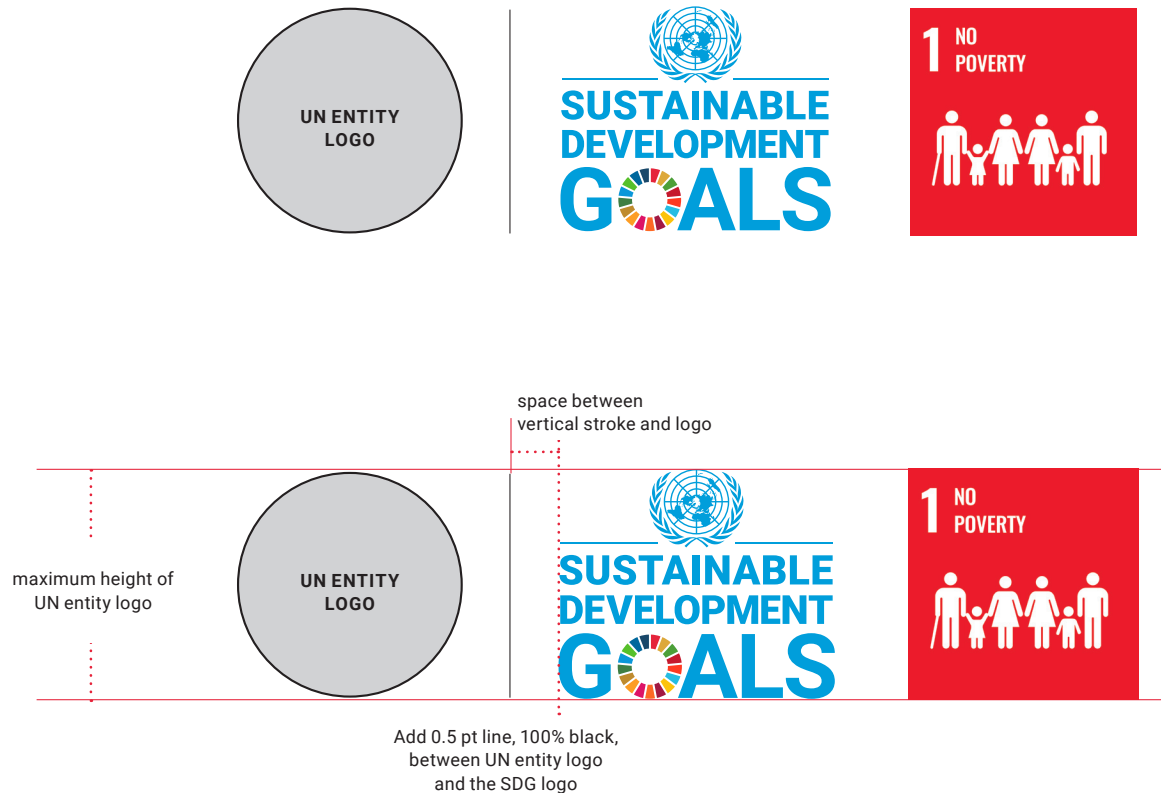 UN ENTITY
LOGO
SUSTAINABLE
DEVELOPMENT
GOALS
1 NO
POVERTY
space between
vertical stroke and logo
maximum height of
UN entity logo
UN ENTITY
LOGO
SUSTAINABLE
DEVELOPMENT
GOALS
1 NO
POVERTY
Add 0.5 pt line, 100% black,
between UN entity logo
and the SDG logo